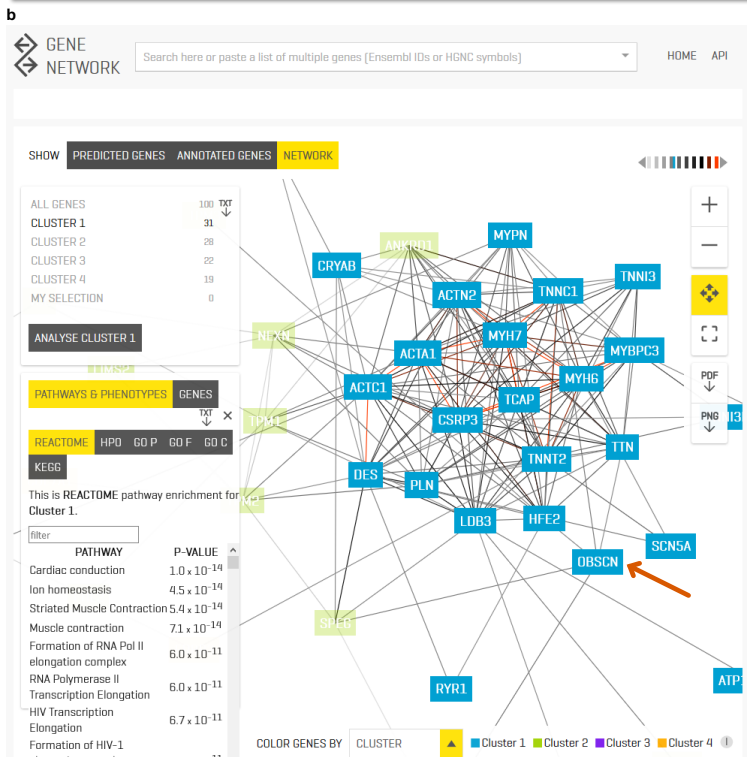 b
GENE
NETWORK
Search here or paste a list of multiple genes (Ensembl IDs or HGNC symbols)
HOME API
SHOW PREDICTED GENES ANNOTATED GENES NETWORK
ALL GENES 100 TXT
CLUSTER 1 31
CLUSTER 2 28
CLUSTER 3 22
CLUSTER 4 19
MY SELECTION 0
ANALYSE CLUSTER 1
PATHWAYS & PHENOTYPES GENES
TXT
REACTOME HPO GO P GO F GO C
KEGG
This is REACTOME pathway enrichment for
Cluster 1.
filter
PATHWAY P-VALUE
Cardiac conduction 1.0 x 10⁻¹⁴
Ion homeostasis 4.5 x 10⁻¹⁴
Striated Muscle Contraction 5.4 x 10⁻¹⁴
Muscle contraction 7.1 x 10⁻¹⁴
Formation of RNA Pol II
elongation complex 6.0 x 10⁻¹¹
RNA Polymerase II
Transcription Elongation 6.0 x 10⁻¹¹
HIV Transcription
Elongation 6.7 x 10⁻¹¹
Formation of HIV-1
MYPN
ANKRD1
CRYAB
TNNI3
ACTN2
TNNC1
NEXN
MYH7
ACTA1
MYBPC3
MYH6
ACTC1
TCAP
TPM1
CSRP3
TTN
TNNT2
DES
PLN
LDB3
HFE2
SCN5A
OBSCN
SPEG
RYR1
ATP
PDF
PNG
COLOR GENES BY CLUSTER
Cluster 1 Cluster 2 Cluster 3 Cluster 4 i